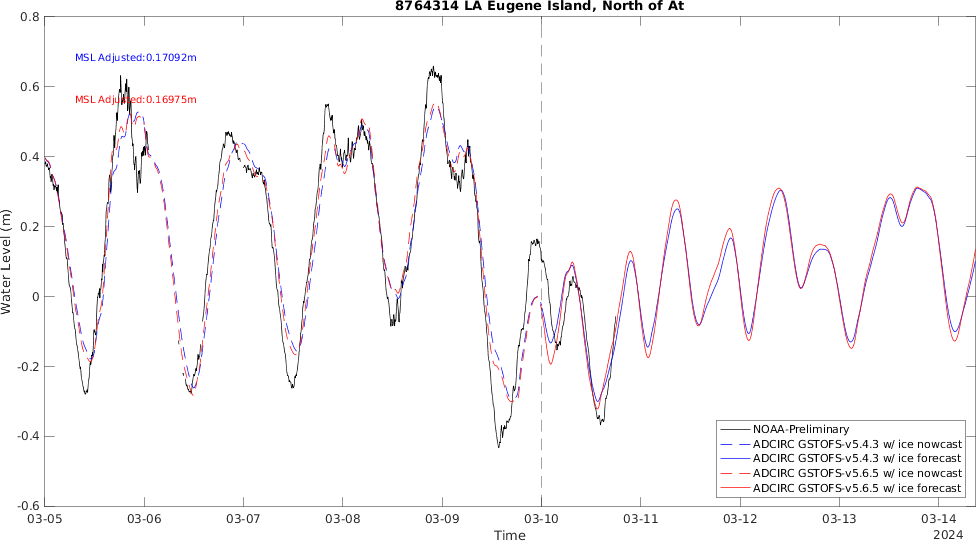 8764314 LA Eugene Island, North of At
0.8
0.6
0.4
0.2
0
-0.2
-0.4
-0.6
Water Level (m)
MSL Adjusted:0.17092m
MSL Adjusted:0.16975m
NOAA-Preliminary
ADCIRC GSTOFS-v5.4.3 w/ ice nowcast
ADCIRC GSTOFS-v5.4.3 w/ ice forecast
ADCIRC GSTOFS-v5.6.5 w/ ice nowcast
ADCIRC GSTOFS-v5.6.5 w/ ice forecast
03-05 03-06 03-07 03-08 03-09 03-10 03-11 03-12 03-13 03-14
Time
2024